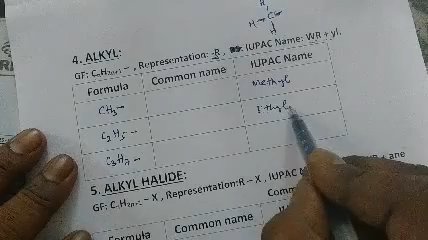 R
H - C -
H
4. ALKYL:
GF: CnH2n+1 – , Representation: -R , IUPAC Name: WR + yl.
Formula Common name IUPAC Name
CH3- Methyl
C2H5- Ethyl
C3H7-
5. ALKYL HALIDE:
GF: CnH2n+1 – X , Representation:R – X , IUPAC + ane
Formula Common name